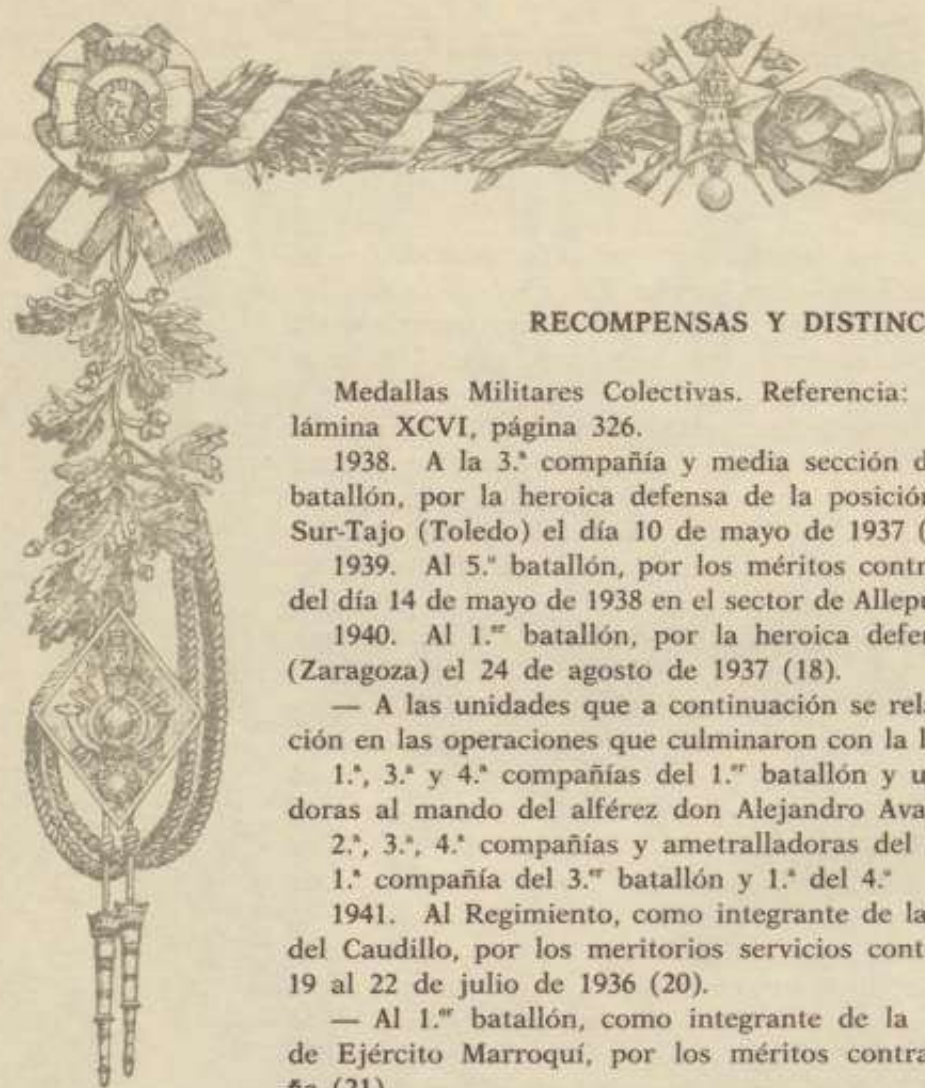 RECOMPENSAS Y DISTINC
Medallas Militares Colectivas. Referencia:
lámina XCVI, página 326.
1938. A la 3.ª compañía y media sección d
batallón, por la heroica defensa de la posición
Sur-Tajo (Toledo) el día 10 de mayo de 1937 (
1939. Al 5.º batallón, por los méritos contr
del día 14 de mayo de 1938 en el sector de Allepu
1940. Al 1.er batallón, por la heroica defen
(Zaragoza) el 24 de agosto de 1937 (18).
— A las unidades que a continuación se rel
ción en las operaciones que culminaron con la l
1.ª, 3.ª y 4.ª compañías del 1.er batallón y u
doras al mando del alférez don Alejandro Ava
2.ª, 3.ª, 4.ª compañías y ametralladoras del
1.ª compañía del 3.er batallón y 1.ª del 4.º
1941. Al Regimiento, como integrante de la
del Caudillo, por los meritorios servicios cont
19 al 22 de julio de 1936 (20).
— Al 1.er batallón, como integrante de la
de Ejército Marroquí, por los méritos contra
ña (21)